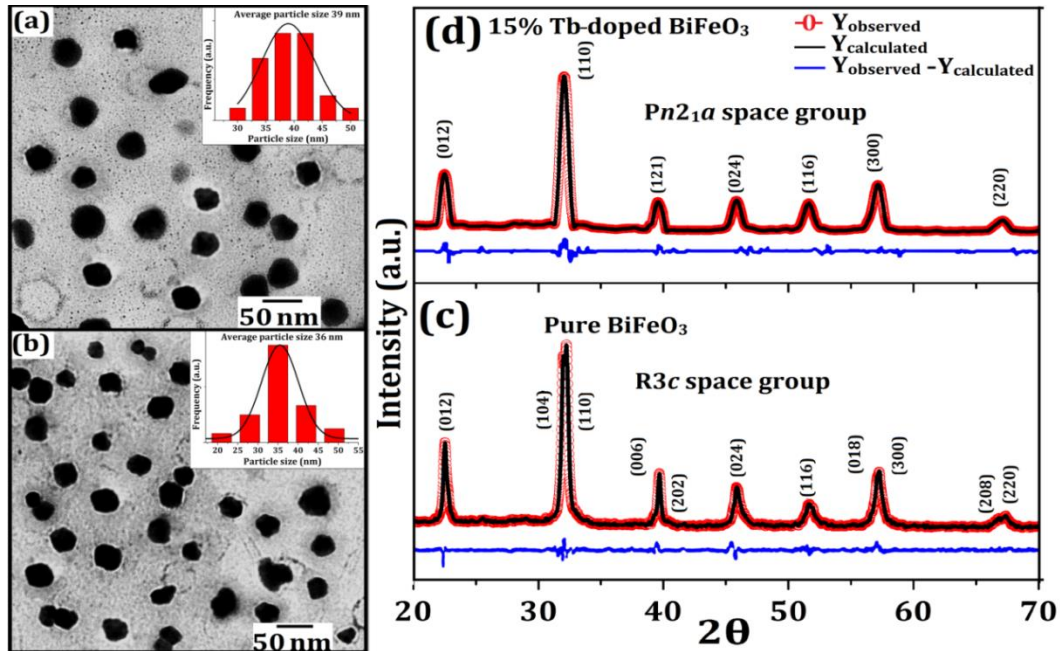 (a)
Average particle size 39 nm
Frequency (a.u.)
30 35 40 45 50
Particle size (nm)
50 nm
(b)
Average particle size 36 nm
Frequency (a.u.)
20 25 30 35 40 45 50 55
Particle size (nm)
50 nm
Intensity (a.u.)
(d) 15% Tb-doped BiFeO₃
Yobserved
Ycalculated
Yobserved –Ycalculated
Pn2₁a space group
(012)
(110)
(121)
(024)
(116)
(300)
(220)
(c)
Pure BiFeO₃
R3c space group
(012)
(104)
(110)
(006)
(202)
(024)
(116)
(018)
(300)
(208)
(220)
20 30 40 50 60 70
2θ